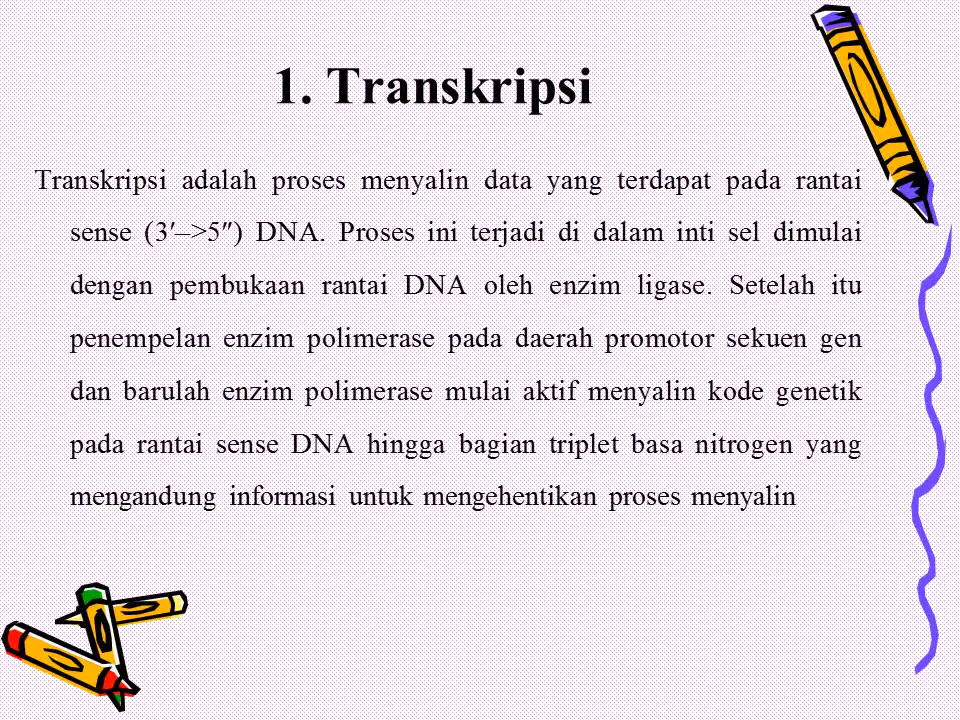 1. Transkripsi
Transkripsi adalah proses menyalin data yang terdapat pada rantai
sense (3′–>5″) DNA. Proses ini terjadi di dalam inti sel dimulai
dengan pembukaan rantai DNA oleh enzim ligase. Setelah itu
penempelan enzim polimerase pada daerah promotor sekuen gen
dan barulah enzim polimerase mulai aktif menyalin kode genetik
pada rantai sense DNA hingga bagian triplet basa nitrogen yang
mengandung informasi untuk mengehentikan proses menyalin